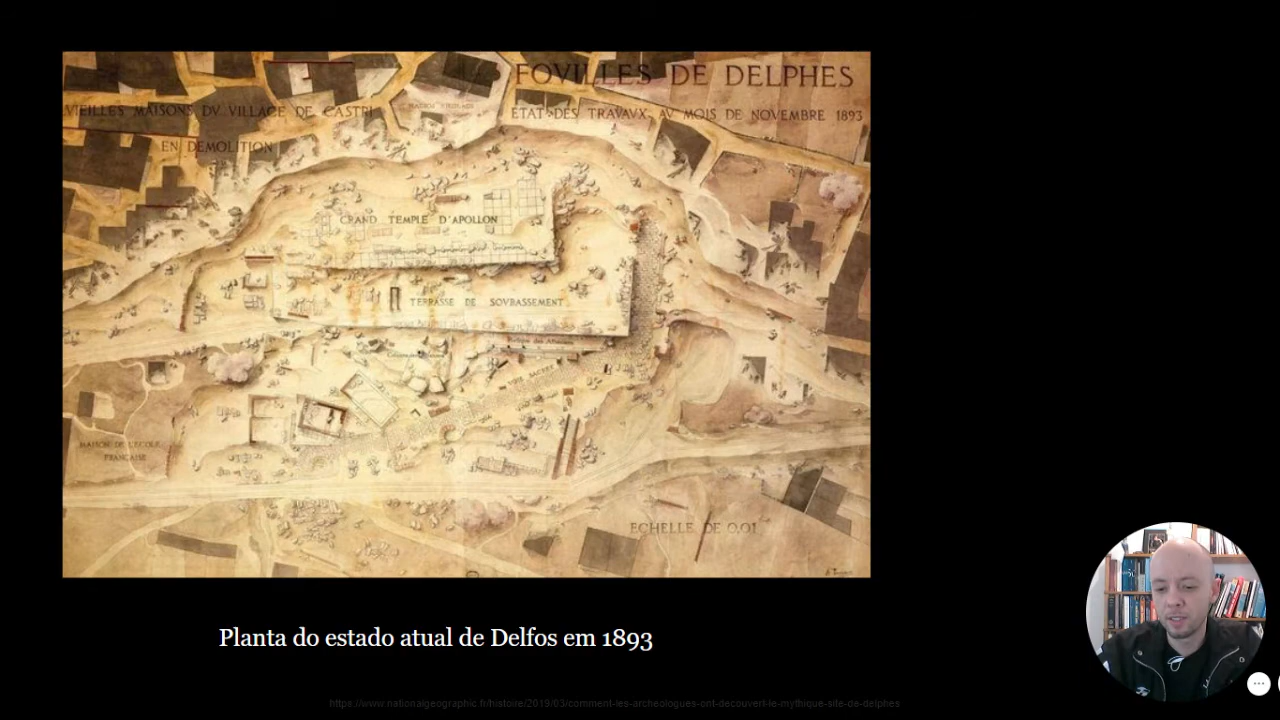 FOVILLES DE DELPHES
VIEILLES MAISONS DV VILLAGE DE CASTRI
ETAT DES TRAVAVX AV MOIS DE NOVEMBRE 1893
EN DEMOLITION
GRAND TEMPLE D'APOLLON
TERRASSE DE SOVBASSEMENT
VOIE SACREE
MAISON DE L'ECOLE
FRANCAISE
ECHELLE DE 0,01
Planta do estado atual de Delfos em 1893
https://www.nationalgeographic.fr/histoire/2019/03/comment-les-archeologues-ont-decouvert-le-mythique-site-de-delphes